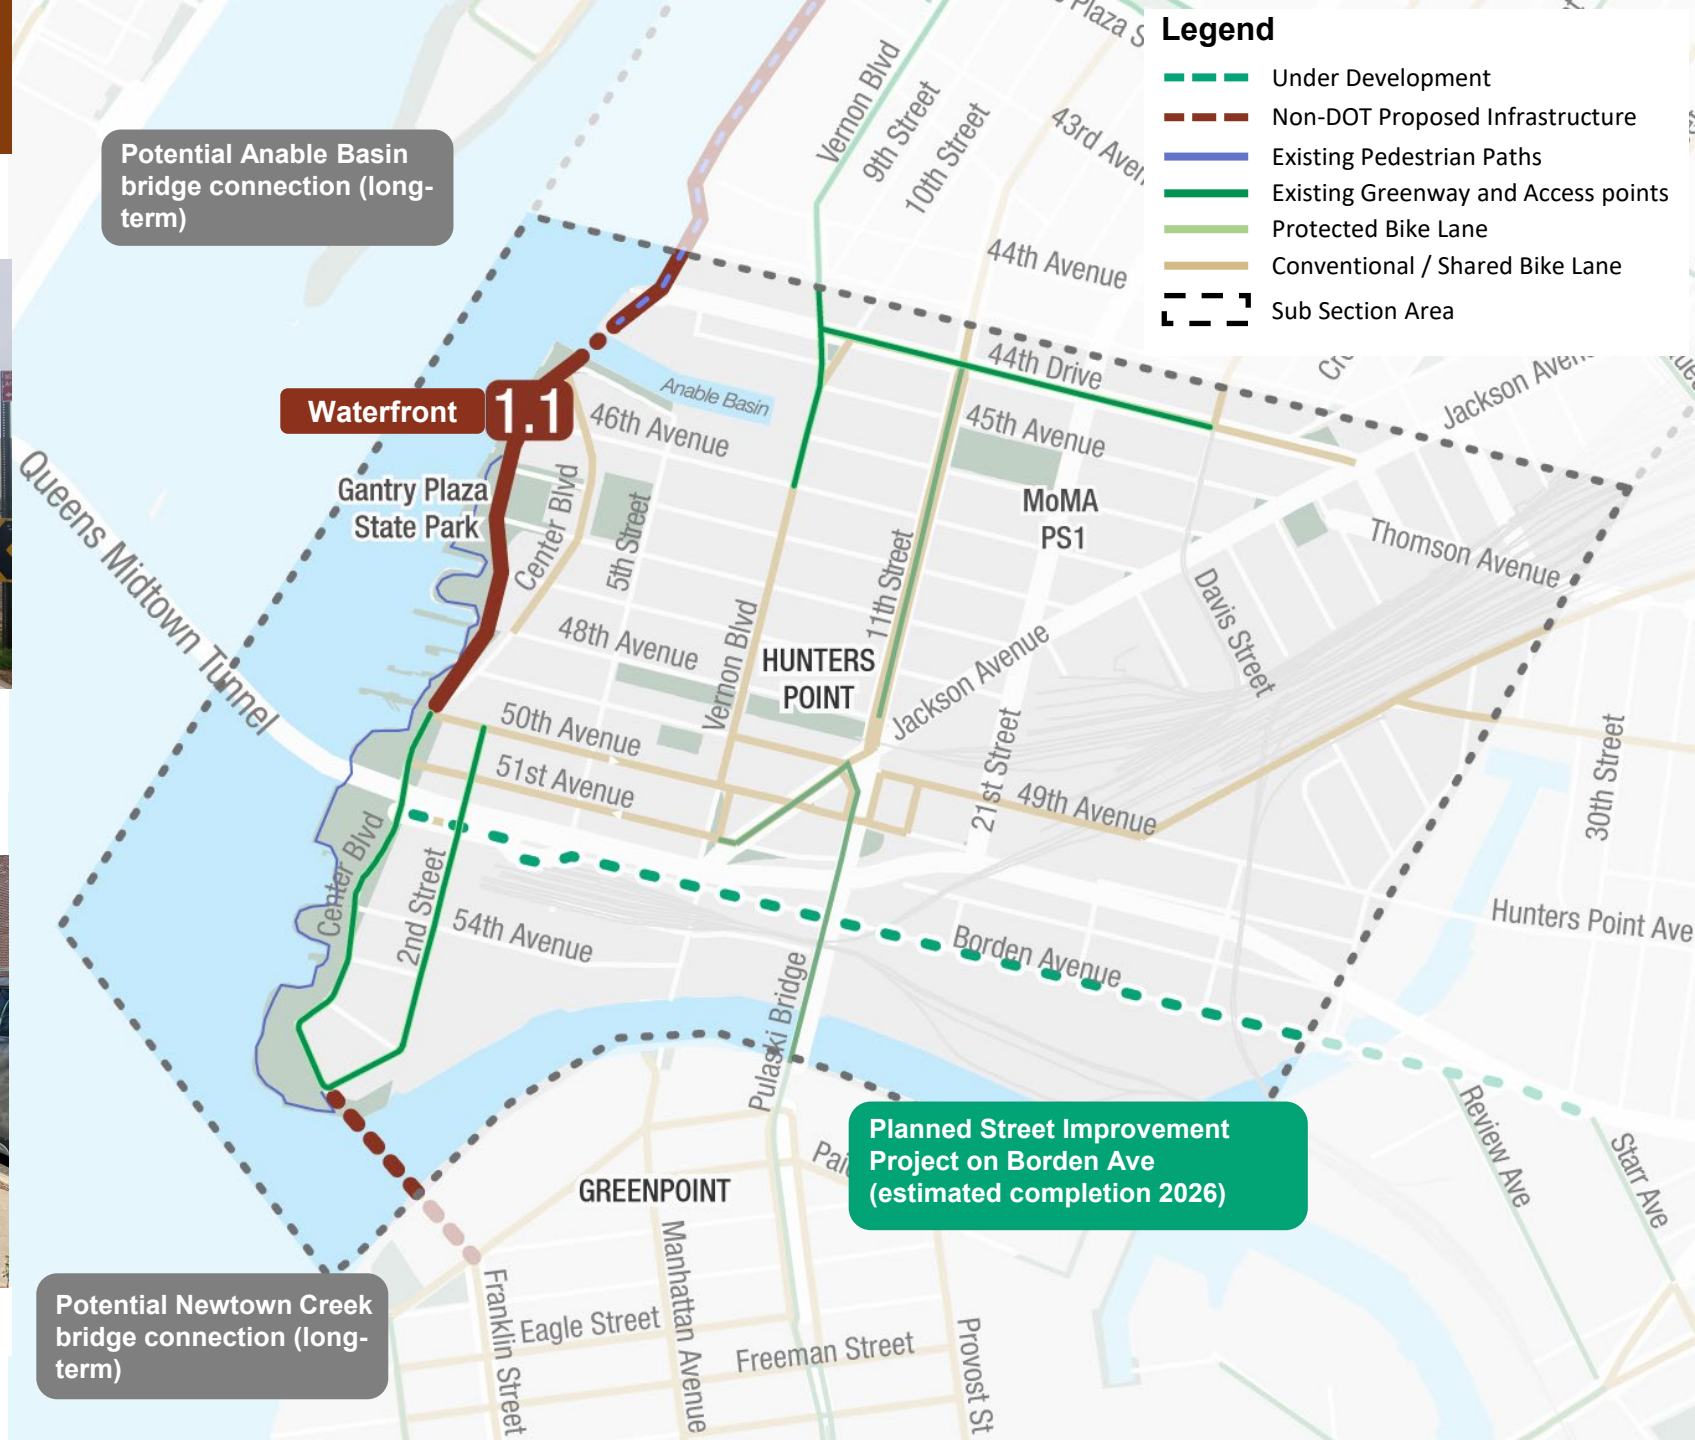 Legend
Under Development
Non-DOT Proposed Infrastructure
Existing Pedestrian Paths
Existing Greenway and Access points
Protected Bike Lane
Conventional / Shared Bike Lane
Sub Section Area
Plaza S
Vernon Blvd
9th Street
10th Street
43rd Aven
44th Avenue
Potential Anable Basin
bridge connection (long-
term)
44th Drive
Jackson Aven
Anable Basin
Waterfront 1.1
46th Avenue
45th Avenue
Queens Midtown Tunnel
Gantry Plaza
State Park
Center Blvd
5th Street
MoMA
PS1
Thomson Avenue
11th Street
Davis Street
48th Avenue
Vernon Blvd
HUNTERS
POINT
Jackson Avenue
50th Avenue
51st Avenue
21st Street
49th Avenue
30th Street
Center Blvd
2nd Street
54th Avenue
Hunters Point Ave
Borden Avenue
Pulaski Bridge
Planned Street Improvement
Project on Borden Ave
(estimated completion 2026)
Review Ave
Starr Ave
GREENPOINT
Potential Newtown Creek
bridge connection (long-
term)
Franklin Street
Eagle Street
Manhattan Avenue
Freeman Street
Provost St